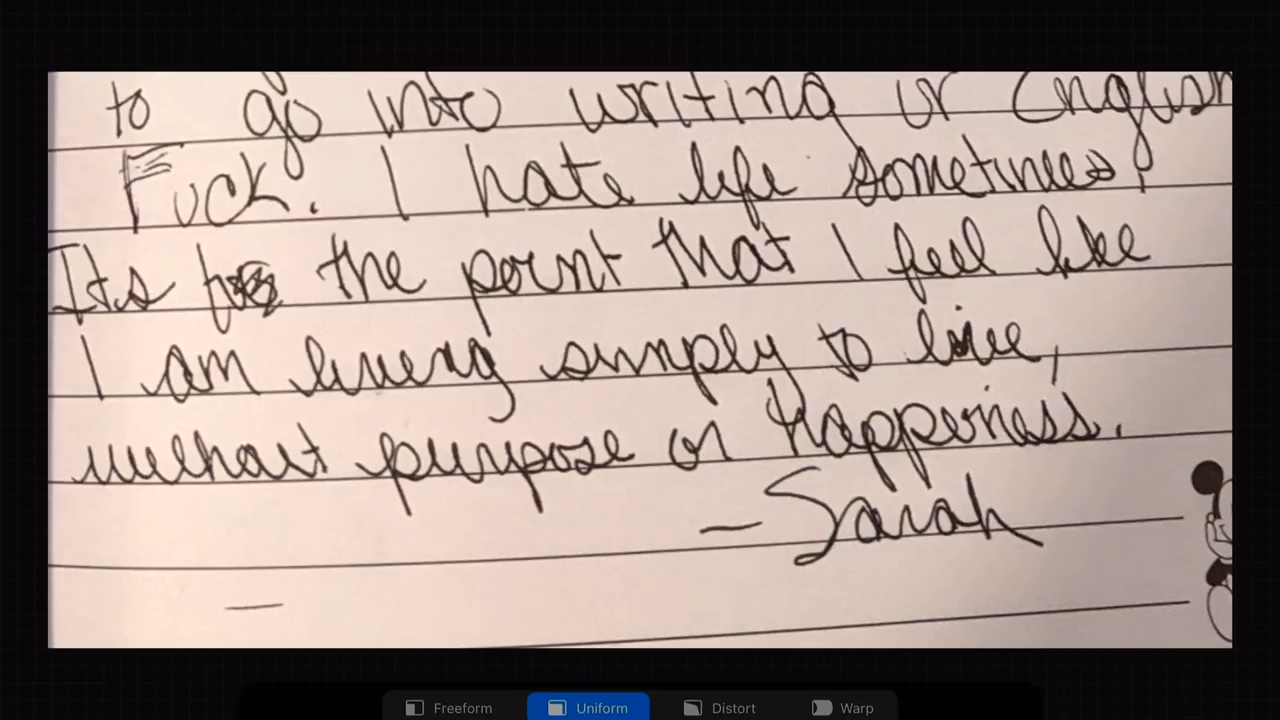 to go into writing or English
Fuck. I hate life sometimes!
Its to the point that I feel like
I am living simply to live,
without purpose or happiness.
-Sarah
Freeform Uniform Distort Warp